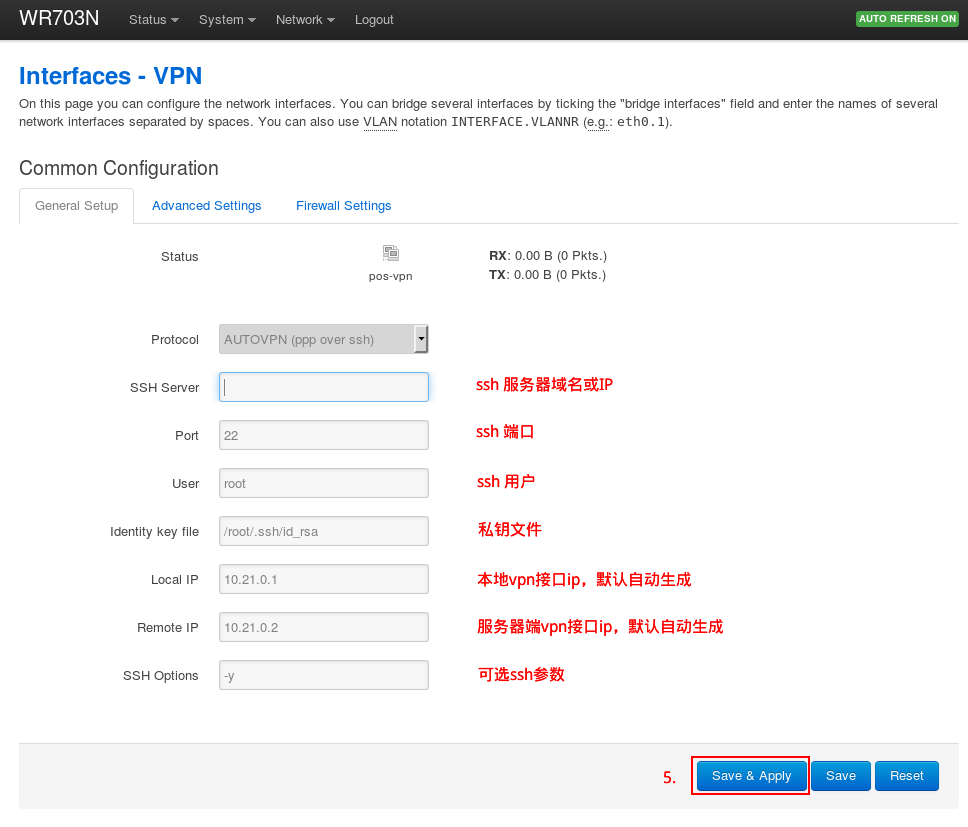 WR703N Status System Network Logout AUTO REFRESH ON
Interfaces - VPN
On this page you can configure the network interfaces. You can bridge several interfaces by ticking the "bridge interfaces" field and enter the names of several
network interfaces separated by spaces. You can also use VLAN notation INTERFACE.VLANNR (e.g.: eth0.1).
Common Configuration
General Setup Advanced Settings Firewall Settings
Status
pos-vpn
RX: 0.00 B (0 Pkts.)
TX: 0.00 B (0 Pkts.)
Protocol AUTOVPN (ppp over ssh)
SSH Server ssh 服务器域名或IP
Port 22 ssh 端口
User root ssh 用户
Identity key file /root/.ssh/id_rsa 私钥文件
Local IP 10.21.0.1 本地vpn接口ip，默认自动生成
Remote IP 10.21.0.2 服务器端vpn接口ip，默认自动生成
SSH Options -y 可选ssh参数
5. Save & Apply Save Reset